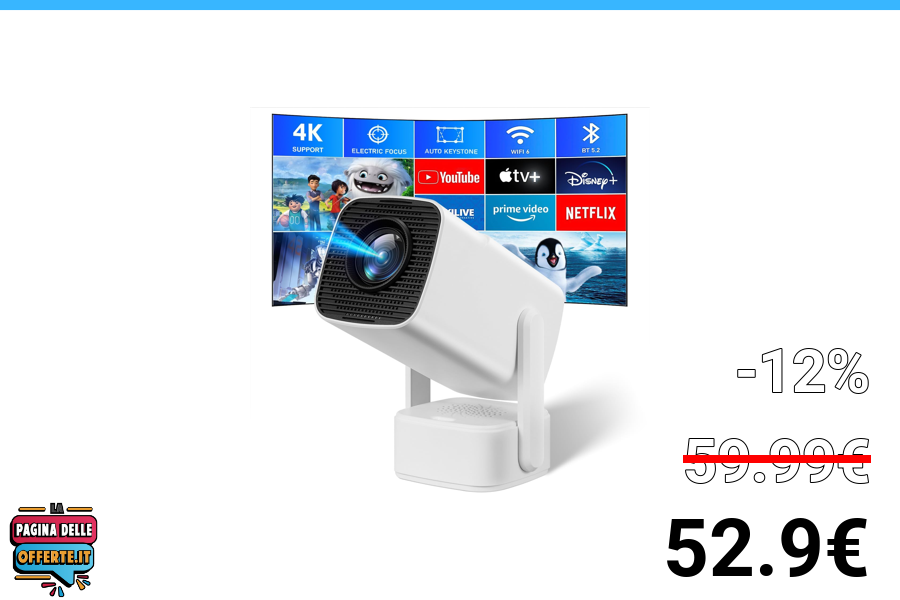 4K
SUPPORT
ELECTRIC FOCUS
AUTO KEYSTONE
WIFI 6
BT 5.2
YouTube
tv+
Disney+
LIVE
prime video
NETFLIX
-12%
59.99€
52.9€
LA
PAGINA DELLE
OFFERTE.IT